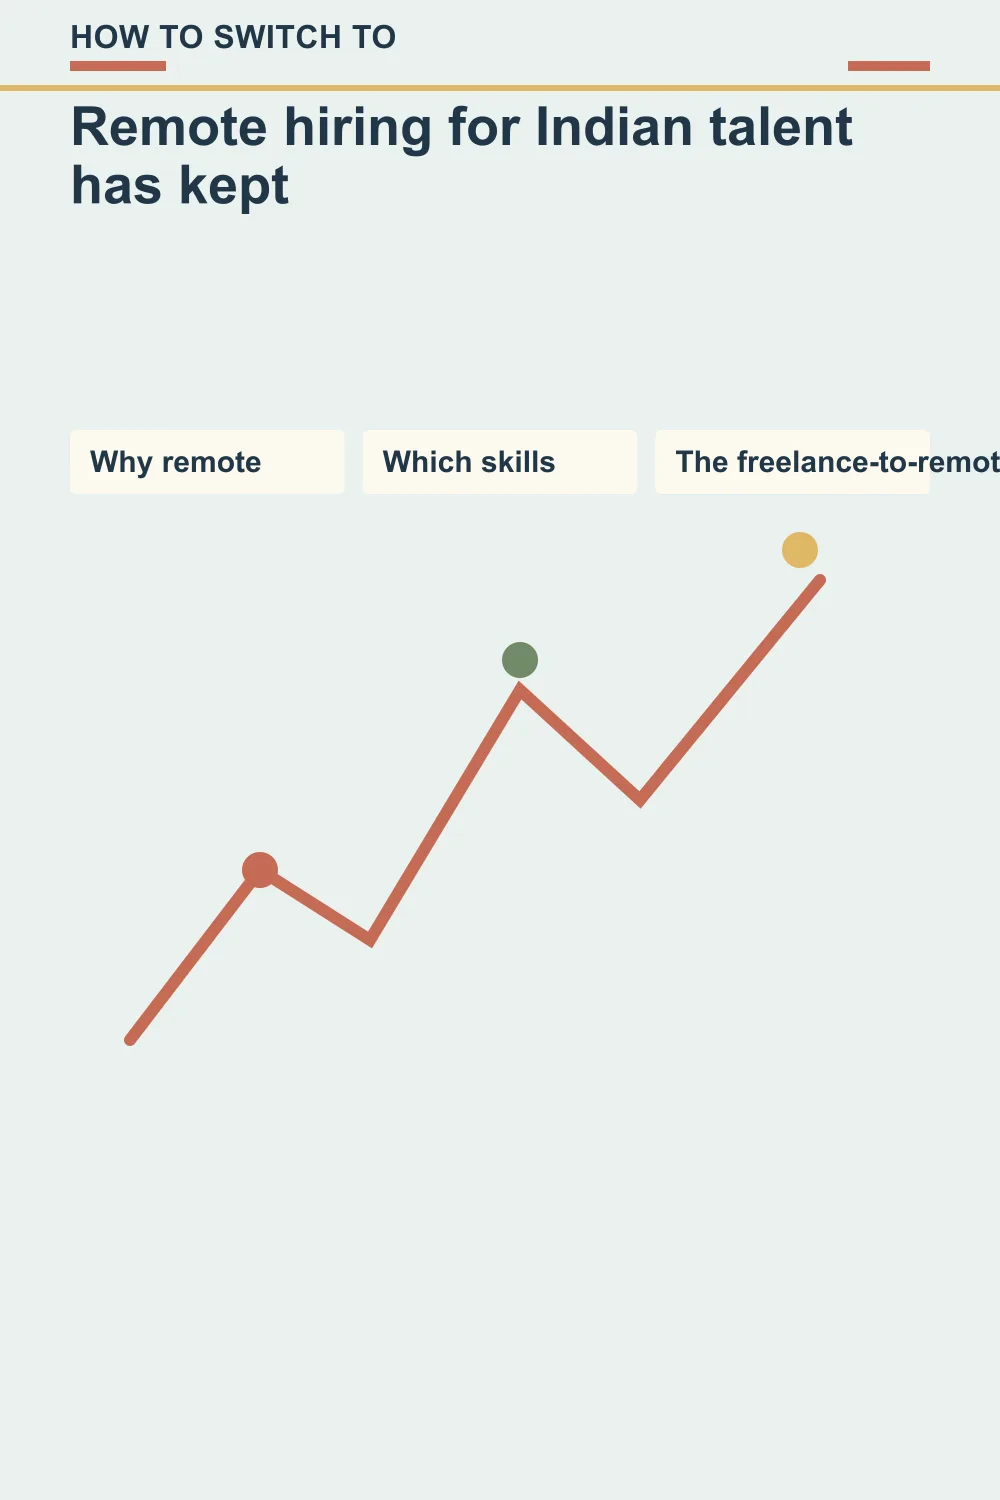 HOW TO SWITCH TO
Remote hiring for Indian talent
has kept
Why remote
Which skills
The freelance-to-remot